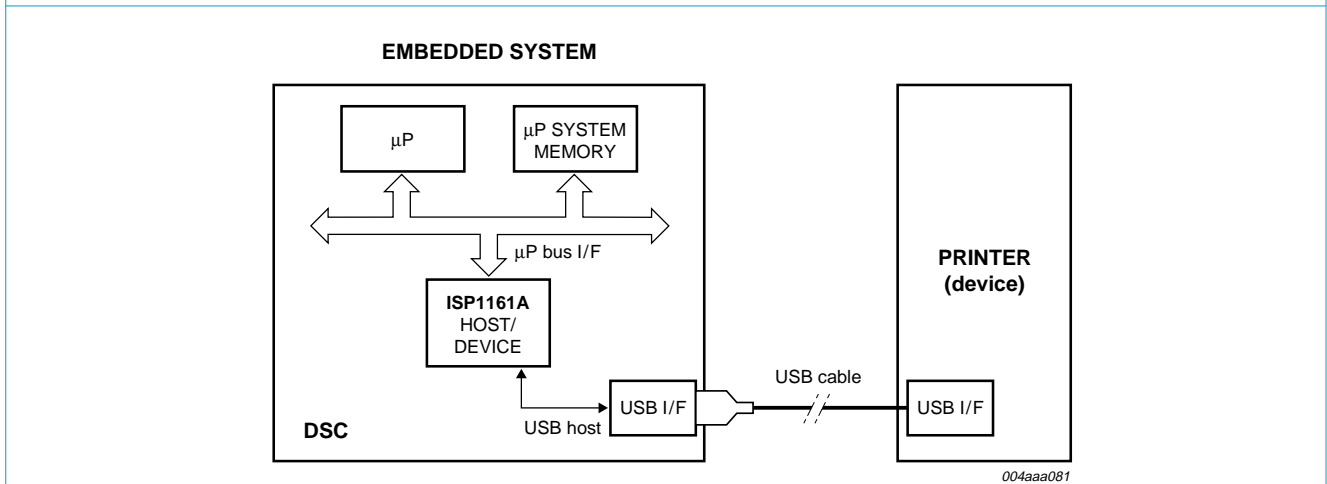 EMBEDDED SYSTEM
μP
μP SYSTEM
MEMORY
μP bus I/F
ISP1161A
HOST/
DEVICE
PRINTER
(device)
USB cable
USB I/F
USB I/F
USB host
DSC
004aaa081